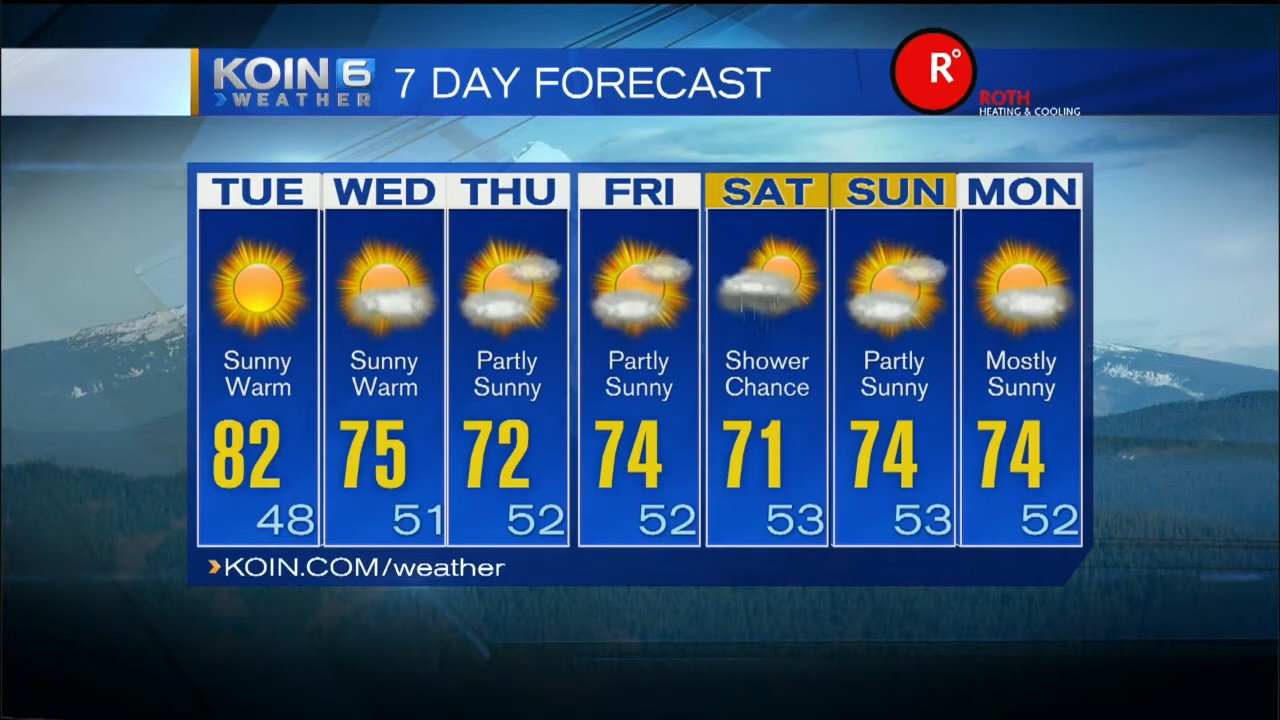 KOIN 6
WEATHER
7 DAY FORECAST
R°
ROTH
HEATING & COOLING
TUE WED THU FRI SAT SUN MON
Sunny Sunny Partly Partly Shower Partly Mostly
Warm Warm Sunny Sunny Chance Sunny Sunny
82 75 72 74 71 74 74
48 51 52 52 53 53 52
KOIN.COM/weather